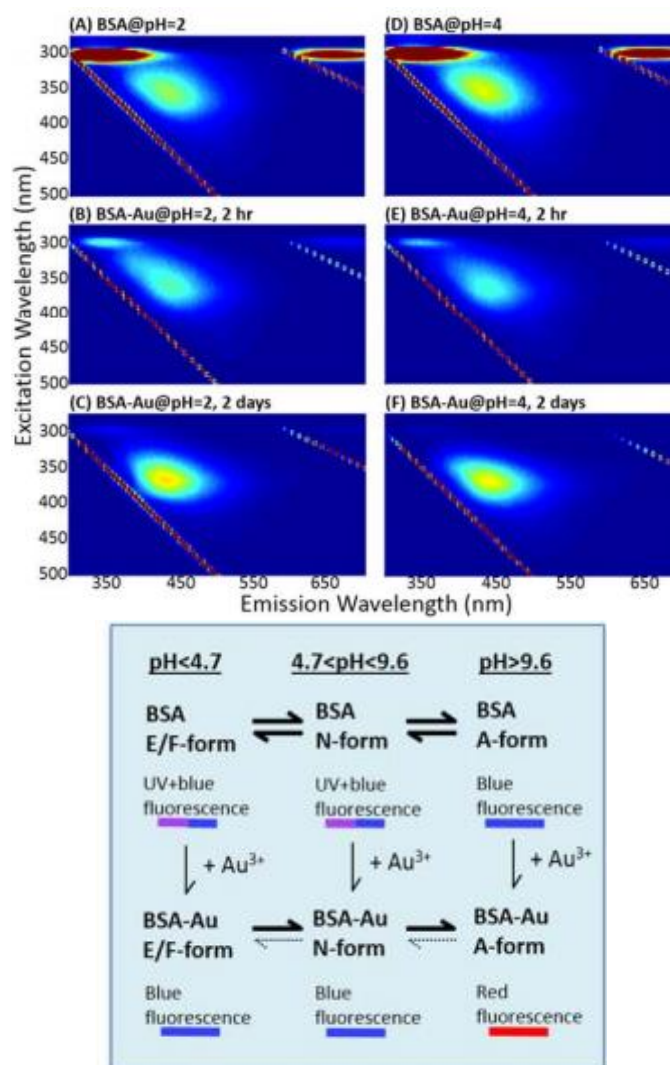 (A) BSA@pH=2
(D) BSA@pH=4
300
350
400
450
500
(B) BSA-Au@pH=2, 2 hr
(E) BSA-Au@pH=4, 2 hr
300
350
400
450
500
(C) BSA-Au@pH=2, 2 days
(F) BSA-Au@pH=4, 2 days
300
350
400
450
500
Excitation Wavelength (nm)
350 450 550 650 350 450 550 650
Emission Wavelength (nm)
pH<4.7 4.7<pH<9.6 pH>9.6
BSA BSA BSA
E/F-form N-form A-form
UV+blue UV+blue Blue
fluorescence fluorescence fluorescence
+ Au³⁺ + Au³⁺ + Au³⁺
BSA-Au BSA-Au BSA-Au
E/F-form N-form A-form
Blue Blue Red
fluorescence fluorescence fluorescence